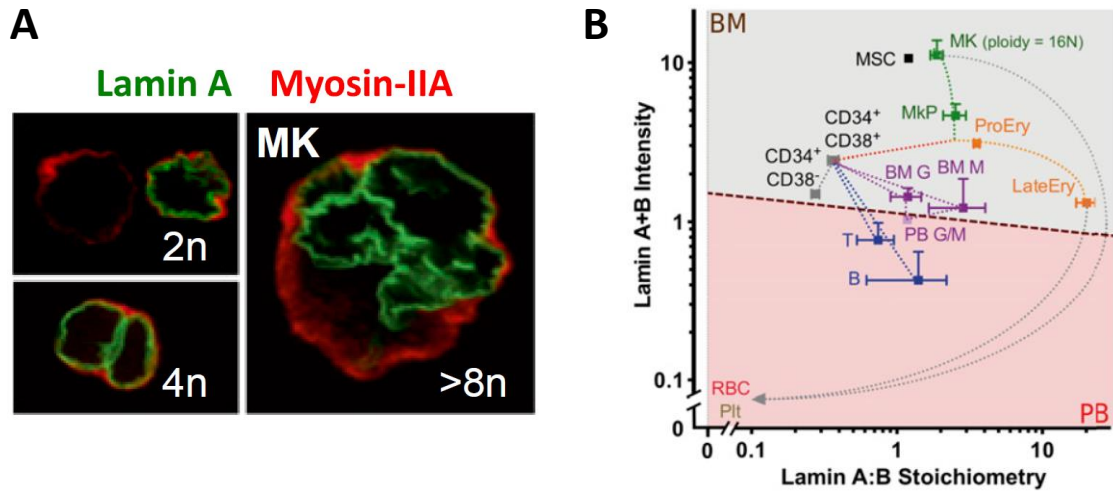 A
Lamin A Myosin-IIA
2n
4n
MK
>8n
B
BM
Lamin A+B Intensity
10
1
0.1
0
MK (ploidy = 16N)
MSC
MkP
CD34+
CD38+
CD34+
CD38-
ProEry
BM G
BM M
LateEry
PB G/M
T
B
RBC
Plt
PB
0
0.1
1
10
Lamin A:B Stoichiometry